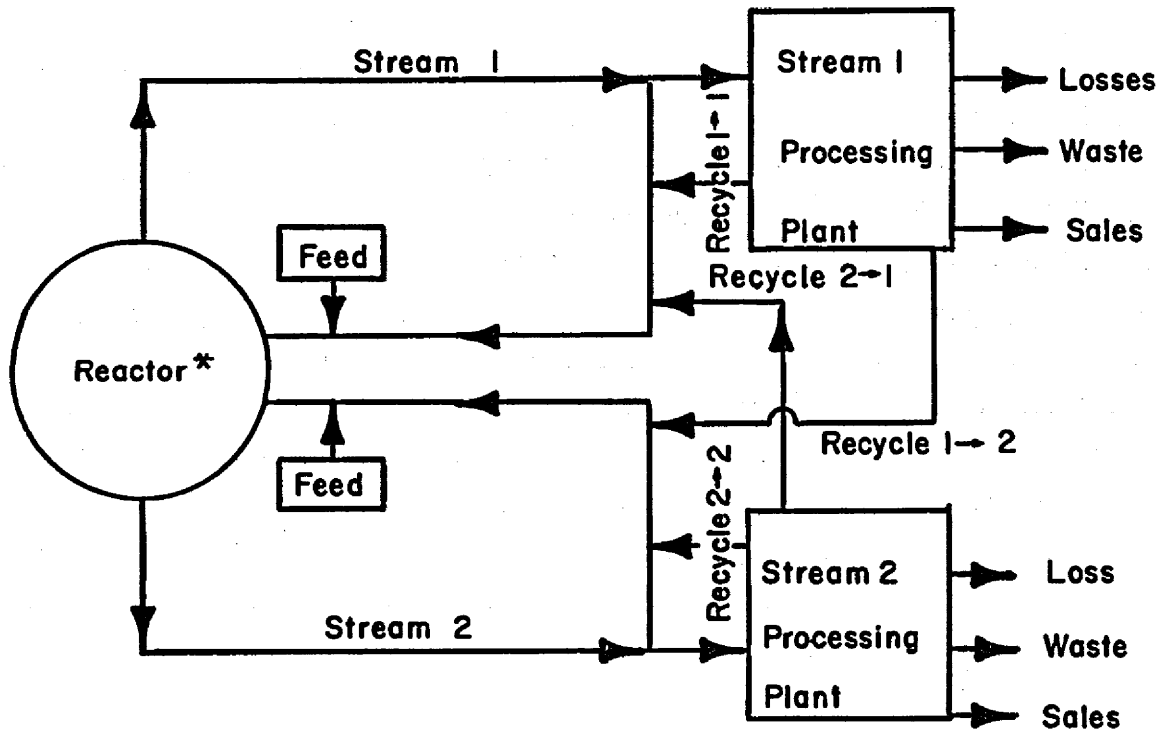 Stream 1
Stream 1
Processing
Plant
Losses
Waste
Sales
Recycle 1→1
Feed
Recycle 2→1
Reactor*
Recycle 1→2
Feed
Recycle 2→2
Stream 2
Stream 2
Processing
Plant
Loss
Waste
Sales